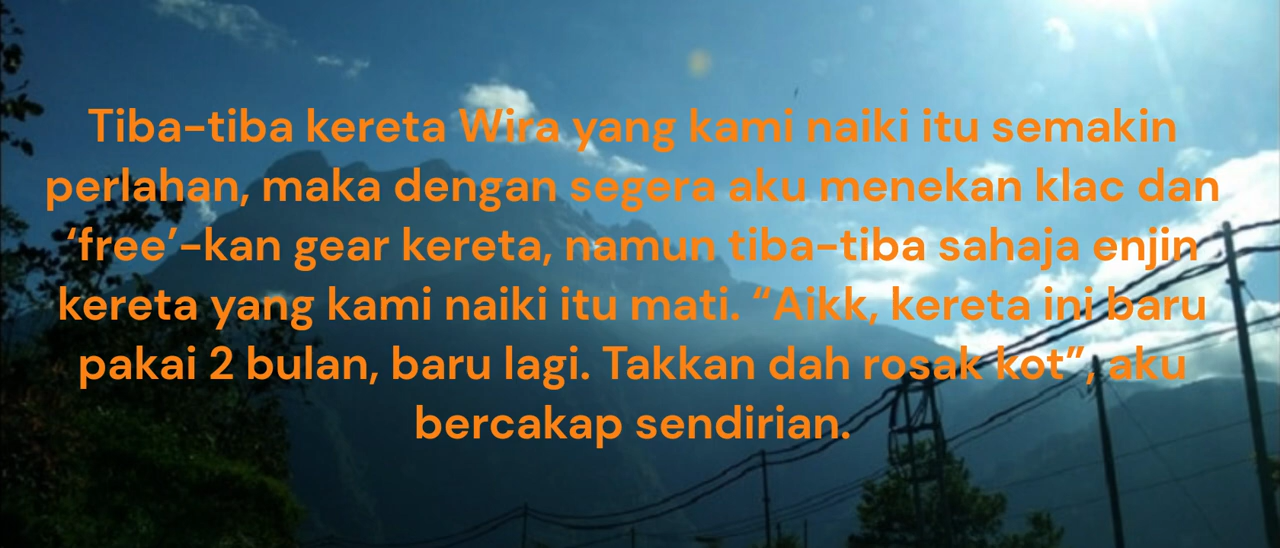 Tiba-tiba kereta Wira yang kami naiki itu semakin
perlahan, maka dengan segera aku menekan klac dan
‘free’-kan gear kereta, namun tiba-tiba sahaja enjin
kereta yang kami naiki itu mati. “Aikk, kereta ini baru
pakai 2 bulan, baru lagi. Takkan dah rosak kot”, aku
bercakap sendirian.